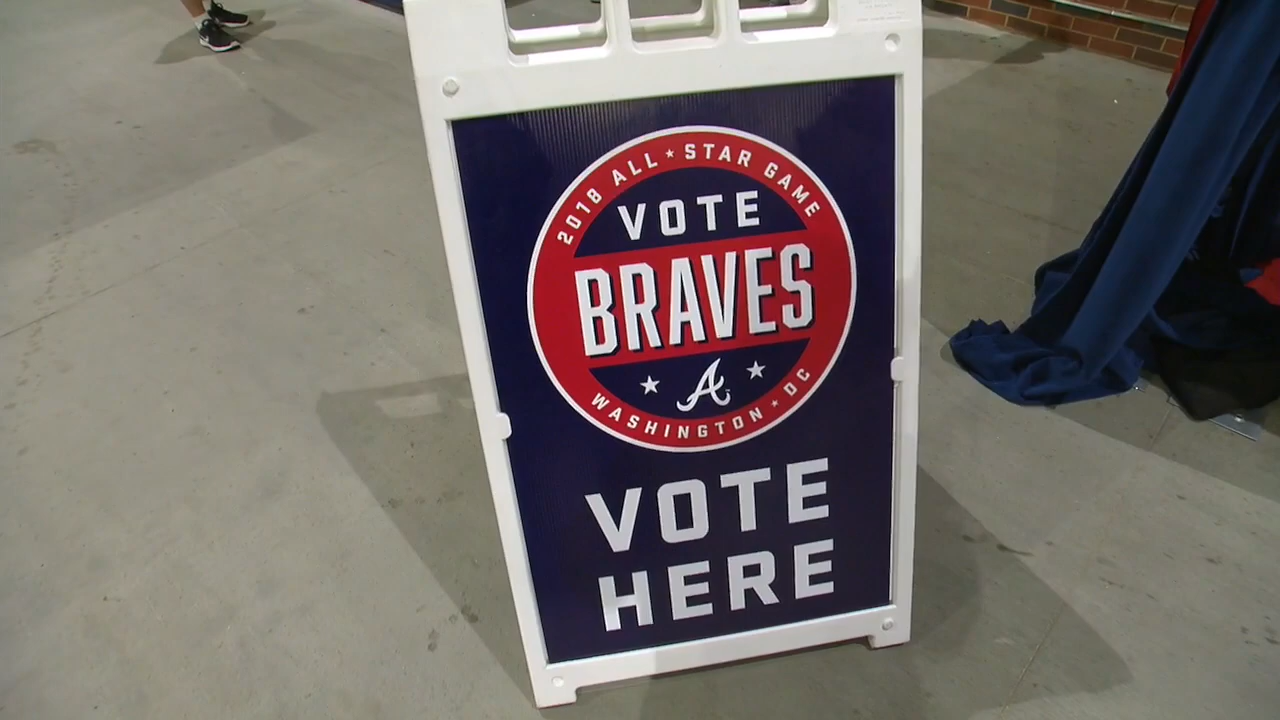 2018 ALL ★ STAR GAME
VOTE
BRAVES
A
WASHINGTON ★ DC
VOTE
HERE